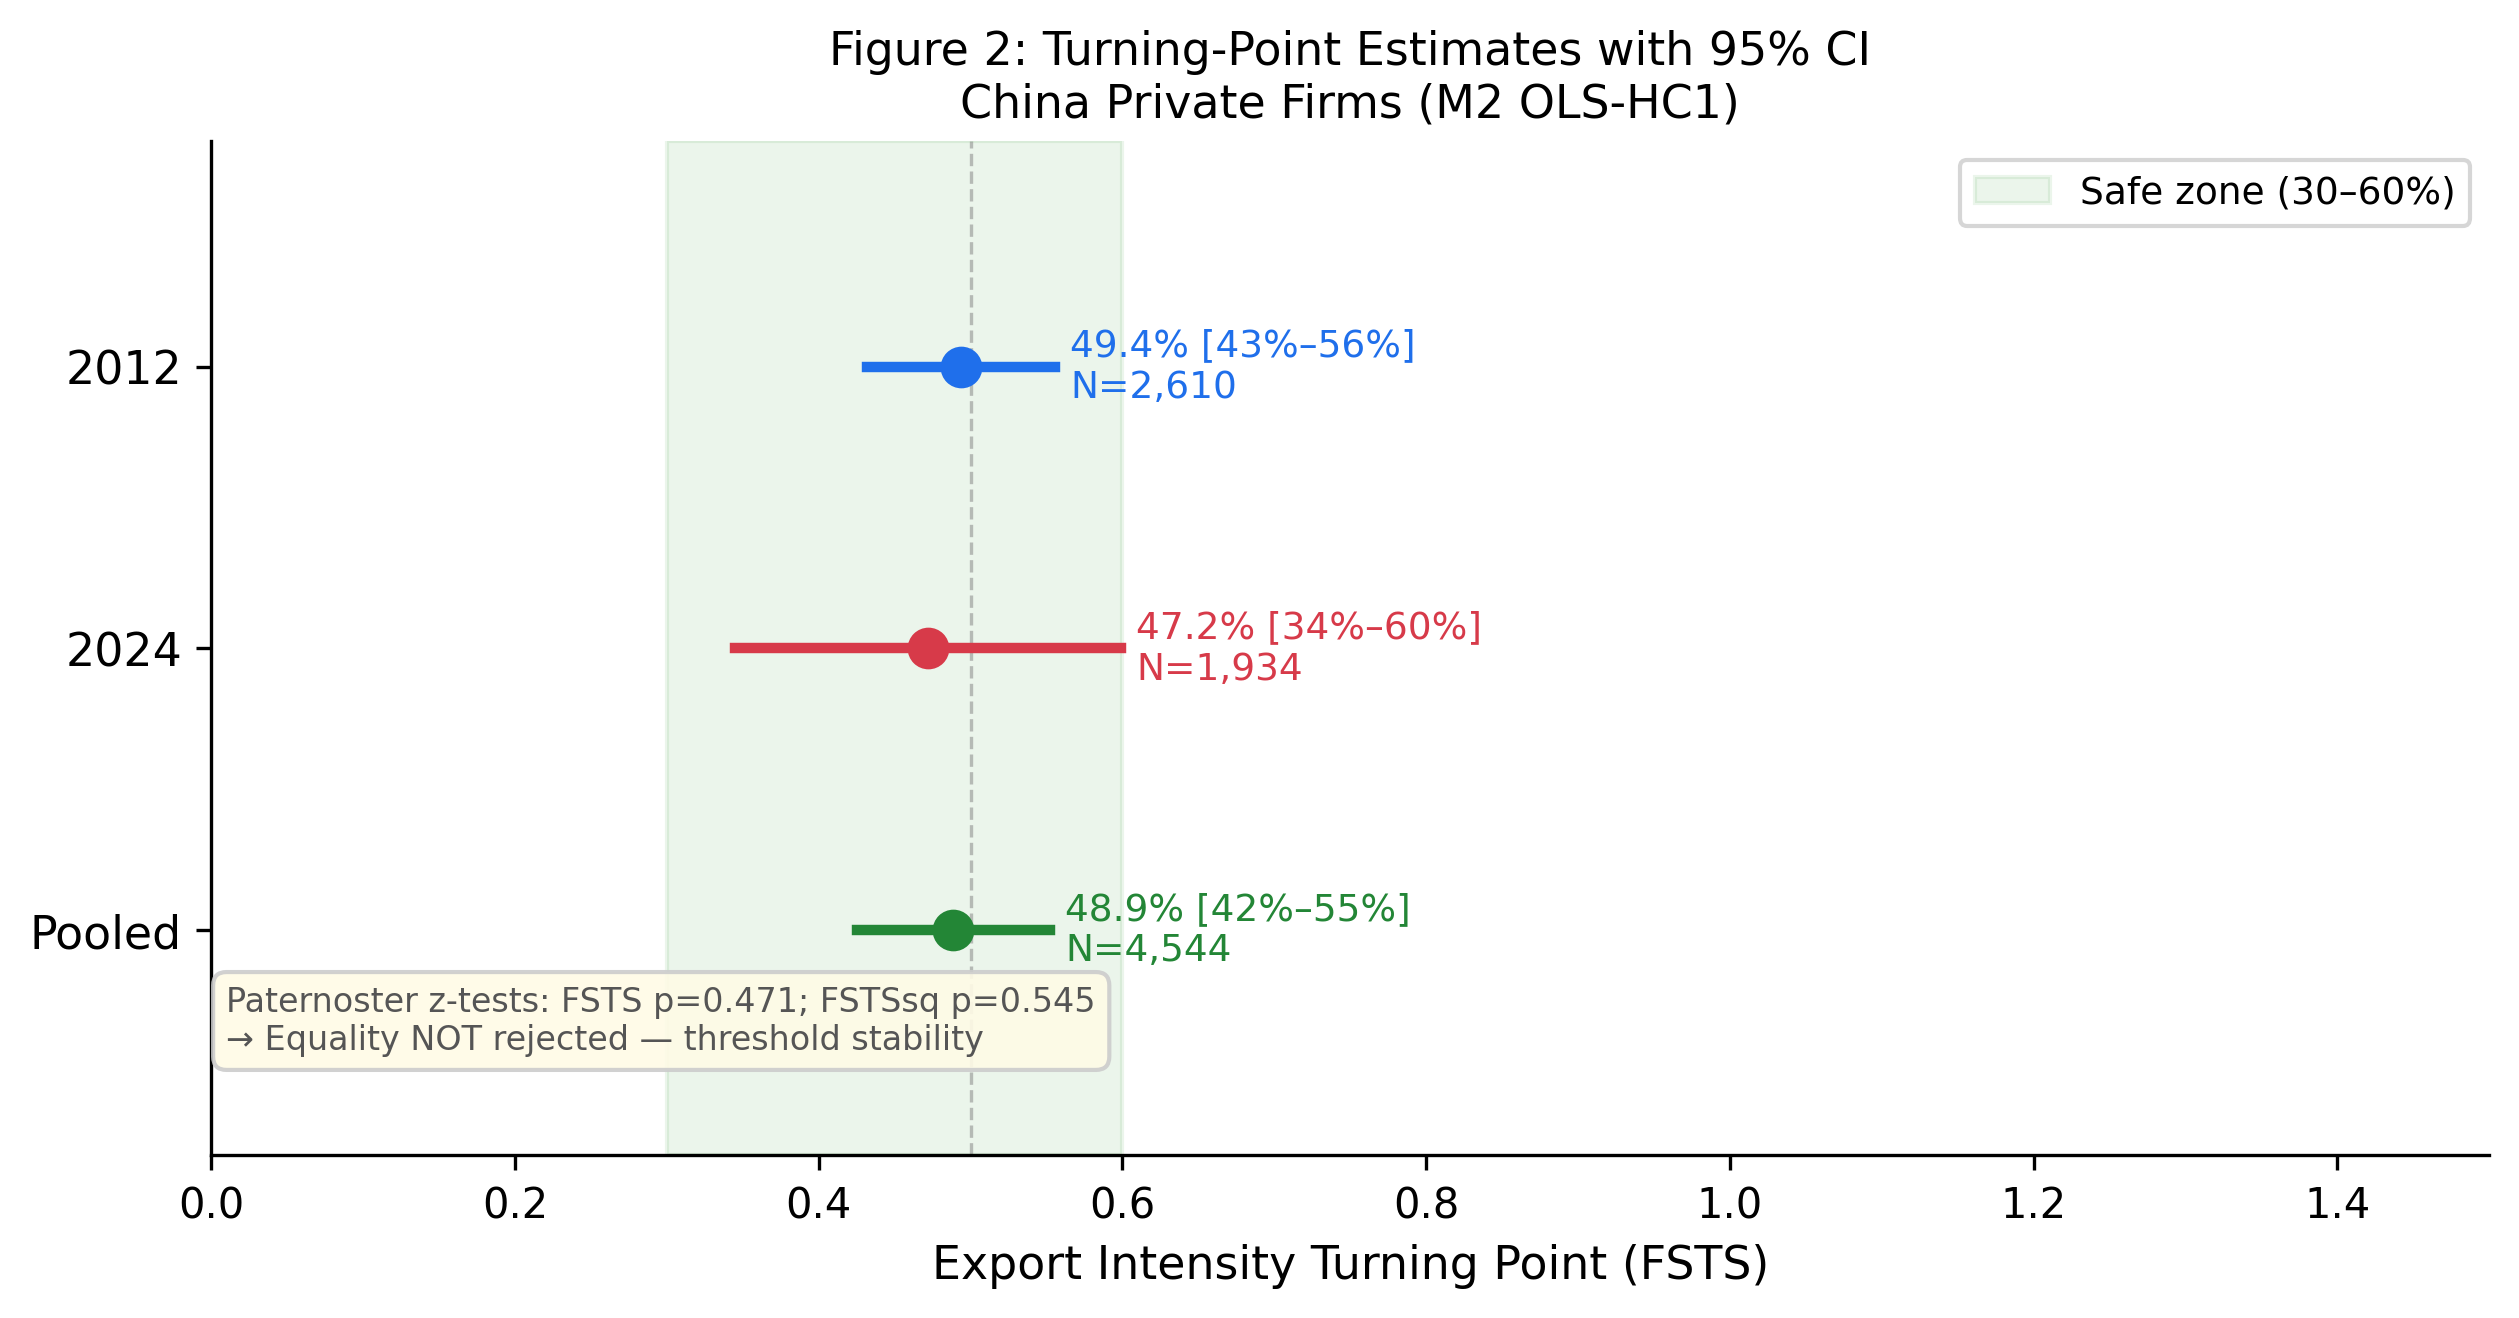 Figure 2: Turning-Point Estimates with 95% CI
China Private Firms (M2 OLS-HC1)
Safe zone (30–60%)
2012
49.4% [43%–56%]
N=2,610
2024
47.2% [34%–60%]
N=1,934
Pooled
48.9% [42%–55%]
N=4,544
Paternoster z-tests: FSTS p=0.471; FSTSsq p=0.545
→ Equality NOT rejected — threshold stability
0.0 0.2 0.4 0.6 0.8 1.0 1.2 1.4
Export Intensity Turning Point (FSTS)